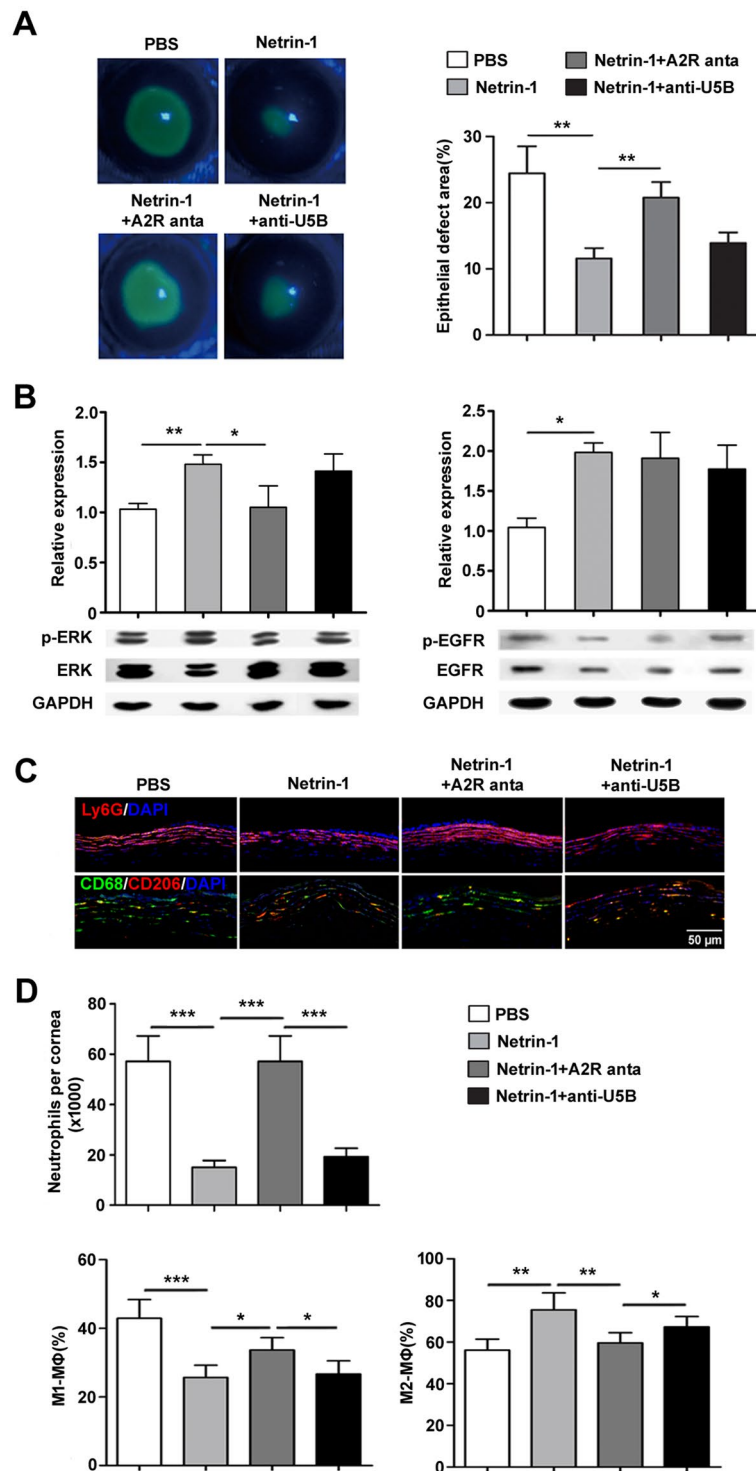 A
PBS
Netrin-1
Netrin-1
+A2R anta
Netrin-1
+anti-U5B
PBS
Netrin-1+A2R anta
Netrin-1
Netrin-1+anti-U5B
Epithelial defect area(%)
30
20
10
0
**
**
B
Relative expression
2.0
1.5
1.0
0.5
0.0
**
*
p-ERK
ERK
GAPDH
Relative expression
2.5
2.0
1.5
1.0
0.5
0.0
*
p-EGFR
EGFR
GAPDH
C
PBS
Netrin-1
Netrin-1
+A2R anta
Netrin-1
+anti-U5B
Ly6G/DAPI
CD68/CD206/DAPI
50 µm
D
Neutrophils per cornea
(x1000)
80
60
40
20
0
***
***
***
PBS
Netrin-1
Netrin-1+A2R anta
Netrin-1+anti-U5B
M1-MΦ(%)
60
40
20
0
***
*
*
M2-MΦ(%)
100
80
60
40
20
0
**
**
*